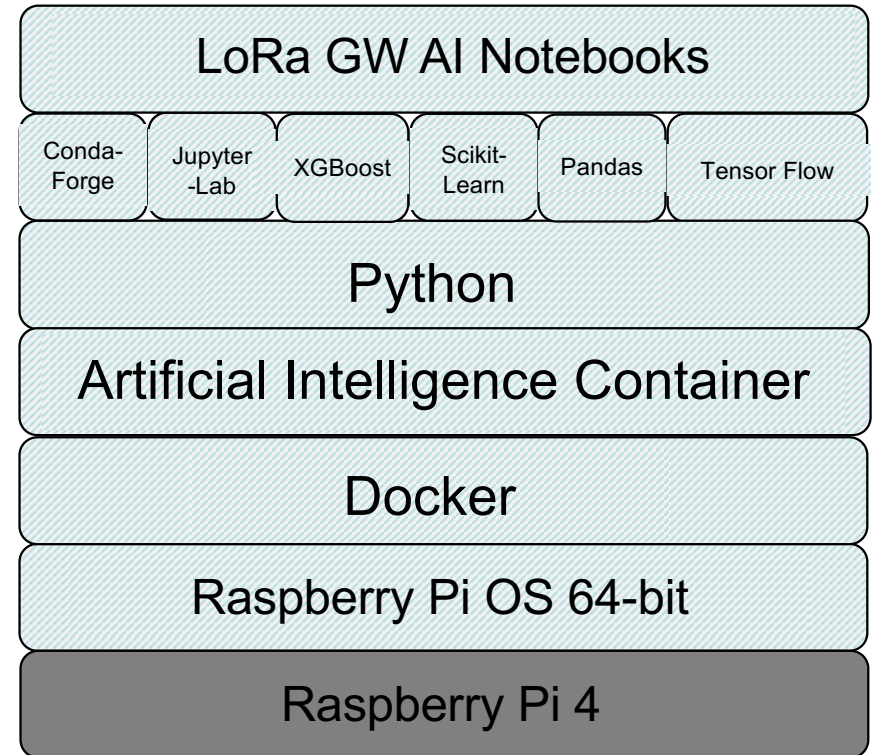 LoRa GW AI Notebooks
Conda-
Forge
Jupyter
-Lab
XGBoost
Scikit-
Learn
Pandas
Tensor Flow
Python
Artificial Intelligence Container
Docker
Raspberry Pi OS 64-bit
Raspberry Pi 4